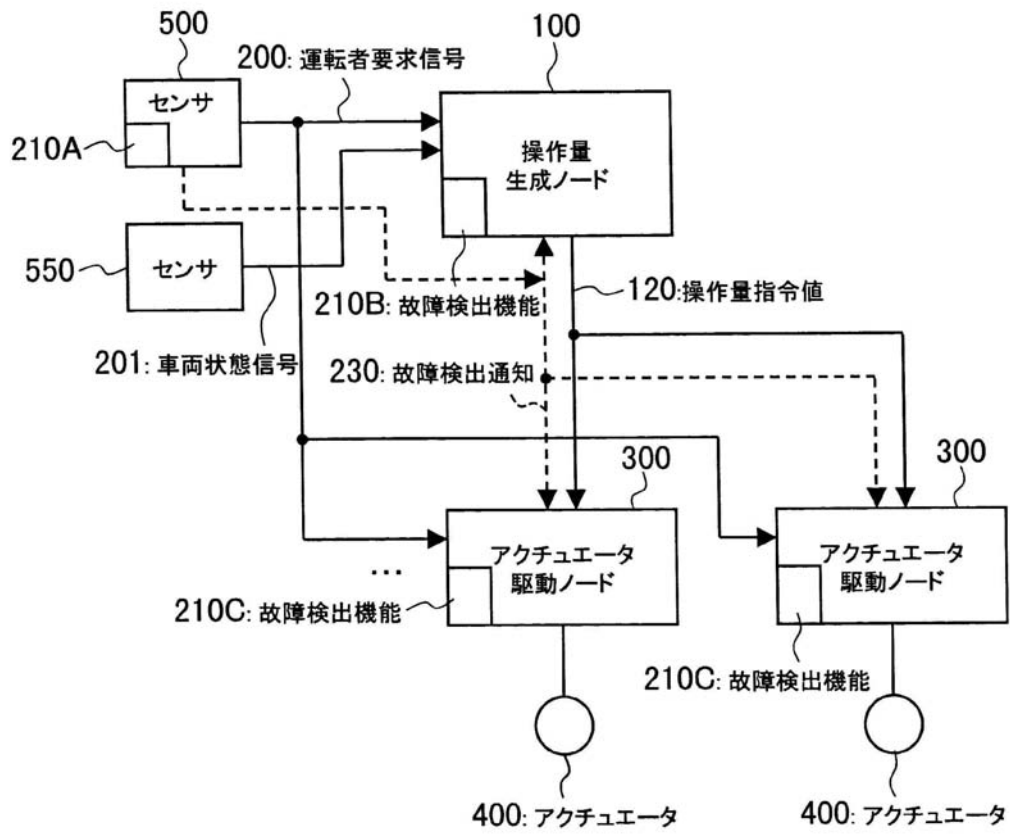 500
200: 運転者要求信号
100
センサ
210A
操作量
生成ノード
550
センサ
210B: 故障検出機能
120:操作量指令値
201: 車両状態信号
230: 故障検出通知
300
300
アクチュエータ
駆動ノード
アクチュエータ
駆動ノード
...
210C: 故障検出機能
210C: 故障検出機能
400: アクチュエータ
400: アクチュエータ